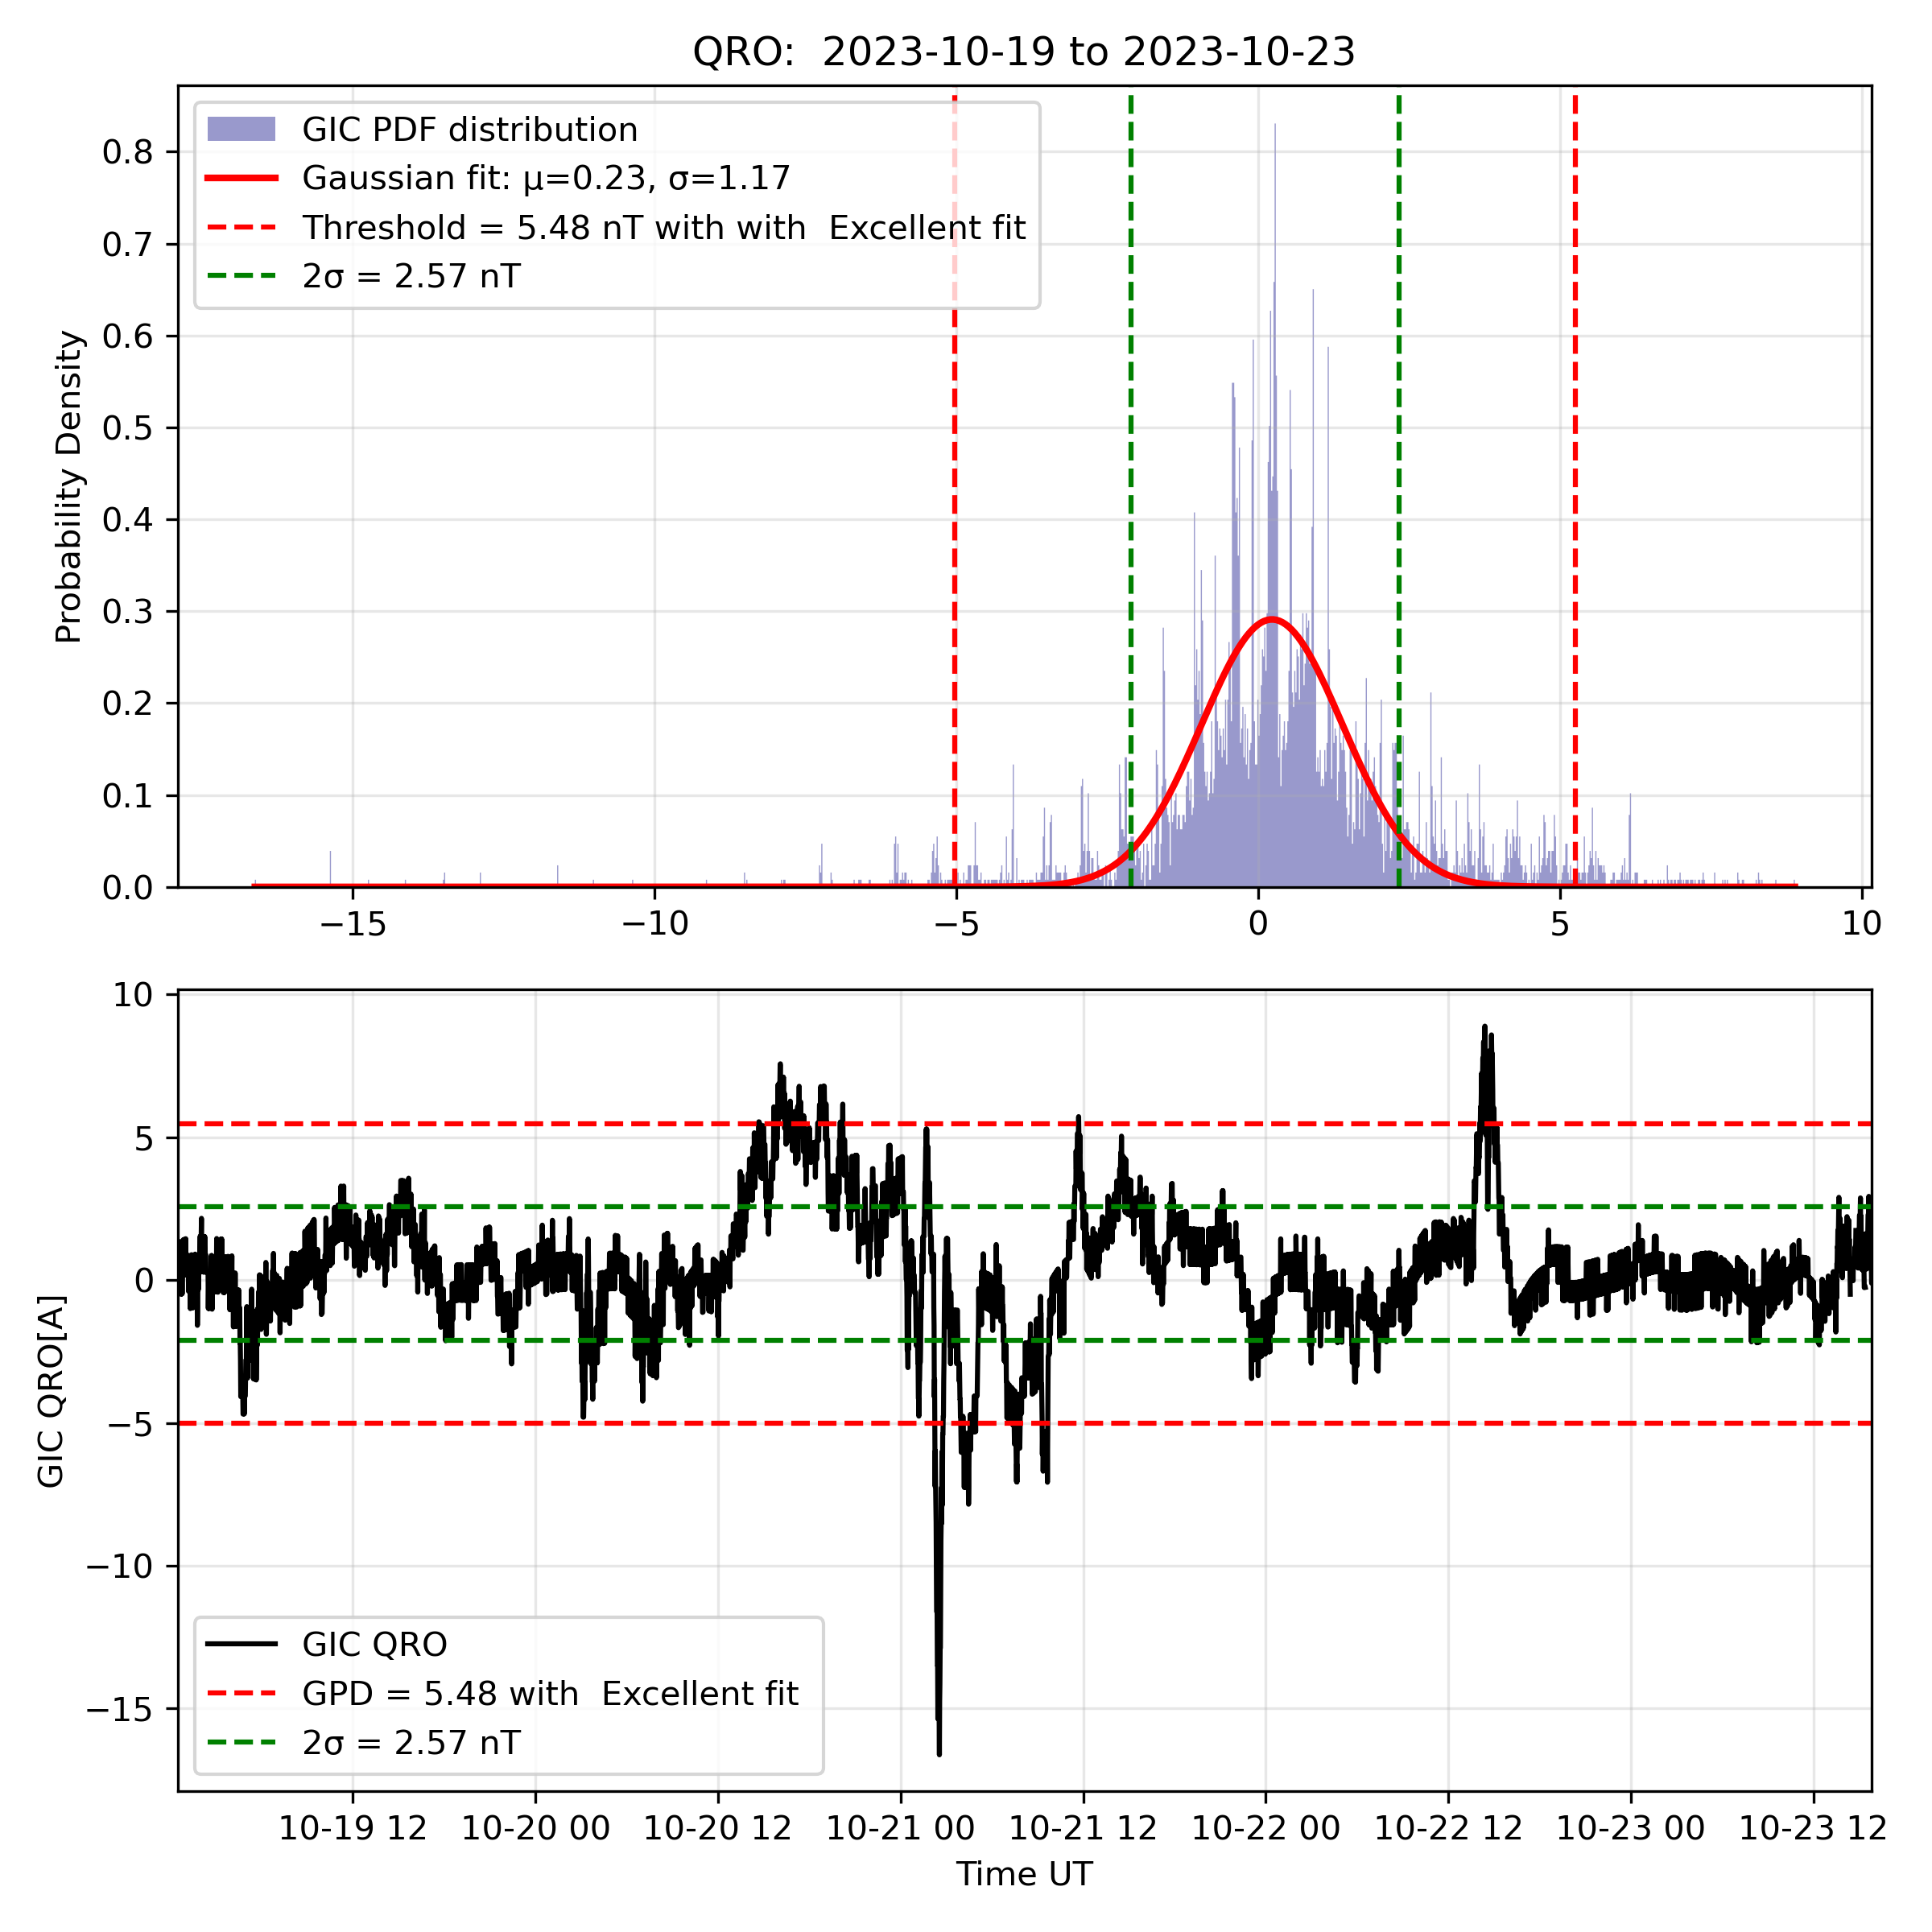 QRO:  2023-10-19 to 2023-10-23
GIC PDF distribution
Gaussian fit: μ=0.23, σ=1.17
Threshold = 5.48 nT with with  Excellent fit
2σ = 2.57 nT
Probability Density
0.8
0.7
0.6
0.5
0.4
0.3
0.2
0.1
0.0
−15
−10
−5
0
5
10
GIC QRO[A]
10
5
0
−5
−10
−15
GIC QRO
GPD = 5.48 with  Excellent fit
2σ = 2.57 nT
10-19 12
10-20 00
10-20 12
10-21 00
10-21 12
10-22 00
10-22 12
10-23 00
10-23 12
Time UT